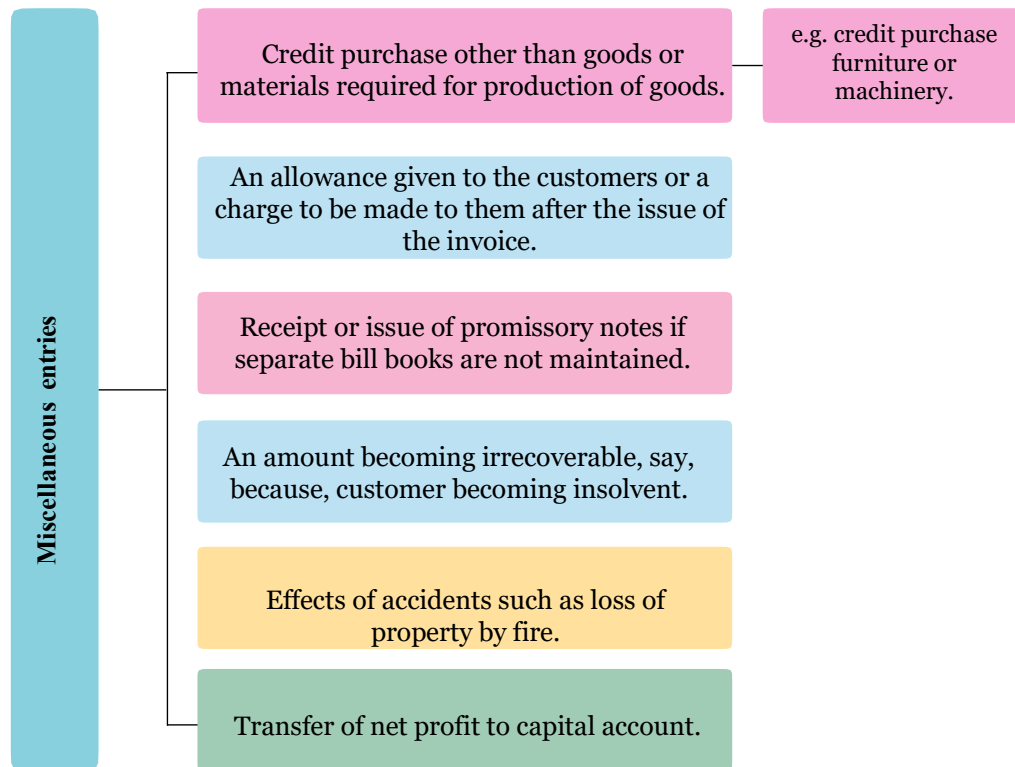 Miscellaneous entries
Credit purchase other than goods or
materials required for production of goods.
e.g. credit purchase
furniture or
machinery.
An allowance given to the customers or a
charge to be made to them after the issue of
the invoice.
Receipt or issue of promissory notes if
separate bill books are not maintained.
An amount becoming irrecoverable, say,
because, customer becoming insolvent.
Effects of accidents such as loss of
property by fire.
Transfer of net profit to capital account.